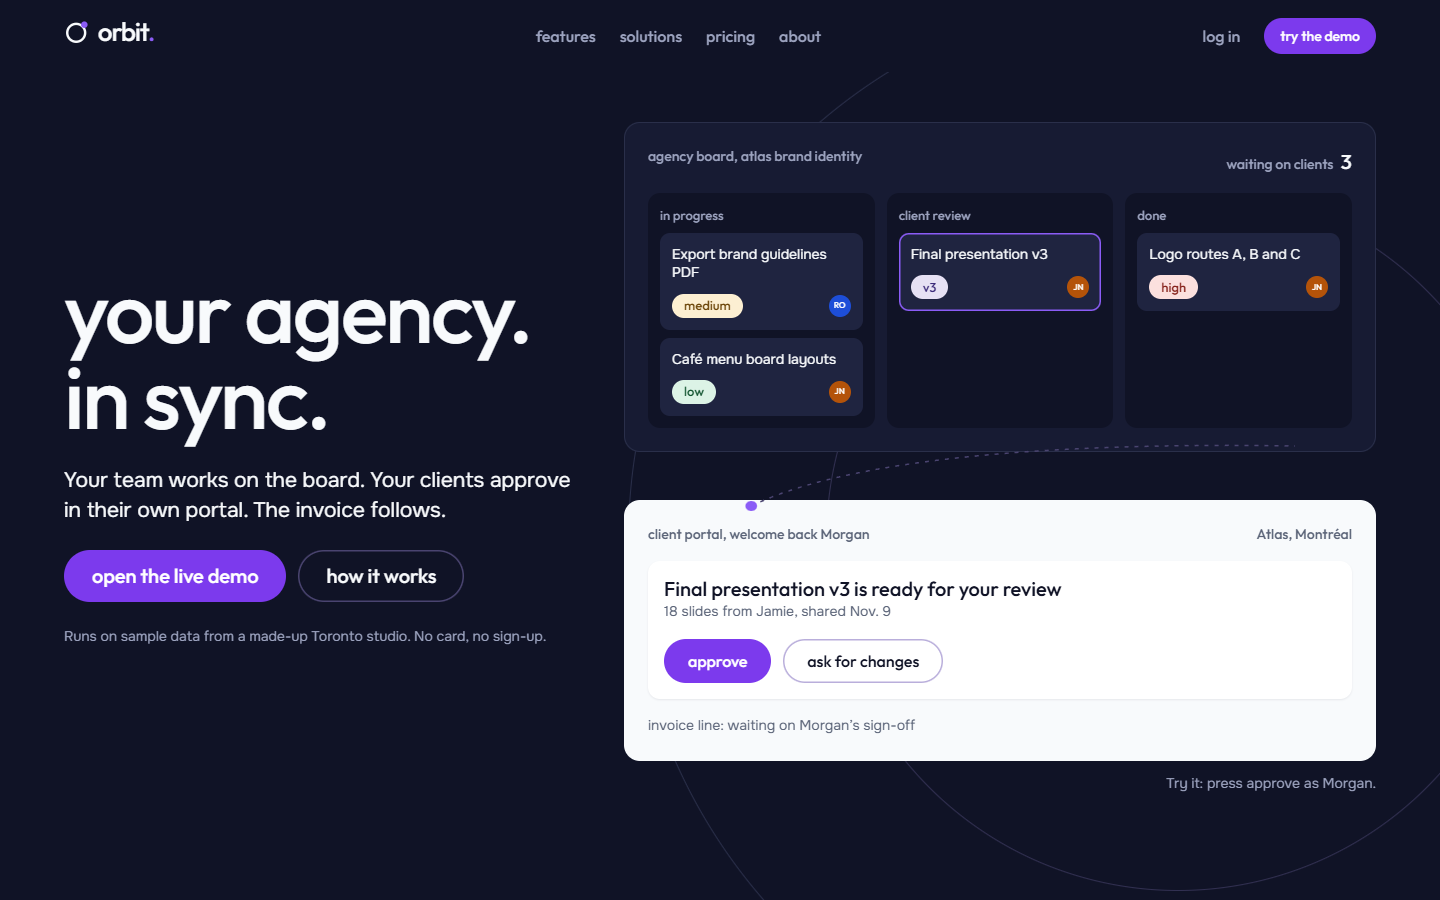 orbit.
features solutions pricing about
log in
try the demo
your agency.
in sync.
Your team works on the board. Your clients approve
in their own portal. The invoice follows.
open the live demo
how it works
Runs on sample data from a made-up Toronto studio. No card, no sign-up.
agency board, atlas brand identity
waiting on clients 3
in progress
Export brand guidelines
PDF
medium
RO
Café menu board layouts
low
JN
client review
Final presentation v3
v3
JN
done
Logo routes A, B and C
high
JN
client portal, welcome back Morgan
Atlas, Montréal
Final presentation v3 is ready for your review
18 slides from Jamie, shared Nov. 9
approve
ask for changes
invoice line: waiting on Morgan’s sign-off
Try it: press approve as Morgan.